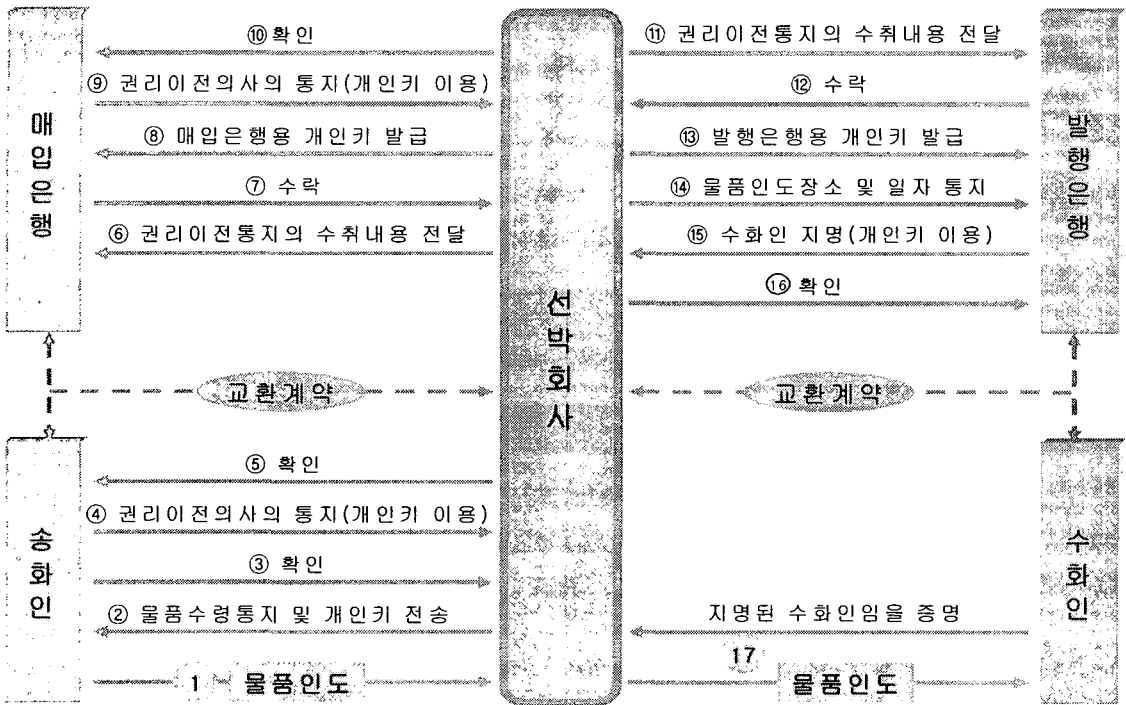 ⑩확인
⑨ 권리이전의사의 통지(개인키 이용)
⑧ 매입은행용 개인키 발급
⑦ 수락
⑥ 권리이전통지의 수취내용 전달
매입은행
교환계약
⑤ 확인
④ 권리이전의사의 통지(개인키 이용)
③ 확인
② 물품수령통지 및 개인키 전송
1 물품인도
송화인
선박회사
⑪ 권리이전통지의 수취내용 전달
⑫ 수락
⑬ 발행은행용 개인키 발급
⑭ 물품인도장소 및 일자 통지
⑮ 수화인 지명(개인키 이용)
⑯ 확인
발행은행
교환계약
지명된 수화인임을 증명
17
물품인도
수화인